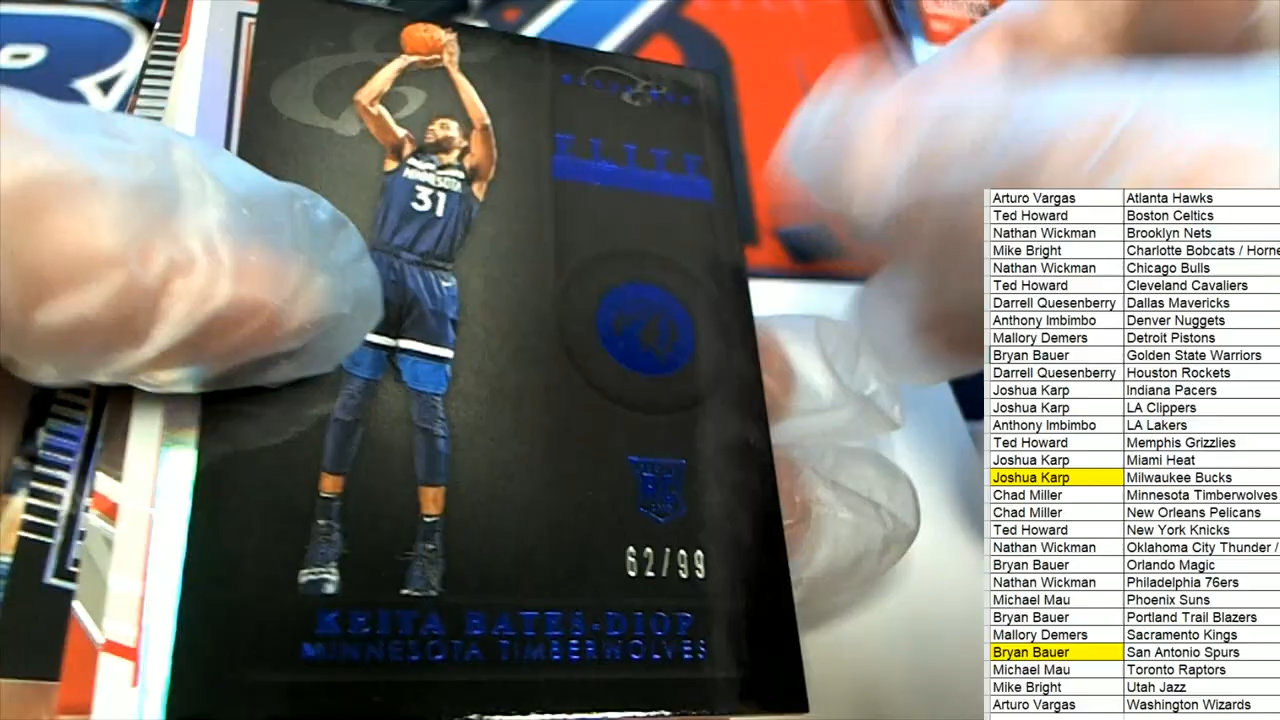 ELITE
MINNESOTA
31
RC
62/99
KEITA BATES-DIOP
MINNESOTA TIMBERWOLVES
Arturo Vargas Atlanta Hawks
Ted Howard Boston Celtics
Nathan Wickman Brooklyn Nets
Mike Bright Charlotte Bobcats / Horne
Nathan Wickman Chicago Bulls
Ted Howard Cleveland Cavaliers
Darrell Quesenberry Dallas Mavericks
Anthony Imbimbo Denver Nuggets
Mallory Demers Detroit Pistons
Bryan Bauer Golden State Warriors
Darrell Quesenberry Houston Rockets
Joshua Karp Indiana Pacers
Joshua Karp LA Clippers
Anthony Imbimbo LA Lakers
Ted Howard Memphis Grizzlies
Joshua Karp Miami Heat
Joshua Karp Milwaukee Bucks
Chad Miller Minnesota Timberwolves
Chad Miller New Orleans Pelicans
Ted Howard New York Knicks
Nathan Wickman Oklahoma City Thunder /
Bryan Bauer Orlando Magic
Nathan Wickman Philadelphia 76ers
Michael Mau Phoenix Suns
Bryan Bauer Portland Trail Blazers
Mallory Demers Sacramento Kings
Bryan Bauer San Antonio Spurs
Michael Mau Toronto Raptors
Mike Bright Utah Jazz
Arturo Vargas Washington Wizards